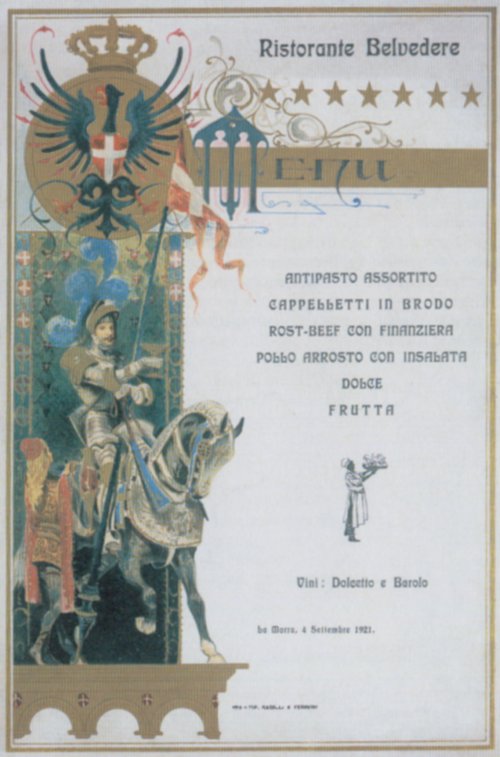 Ristorante Belvedere
Menu
ANTIPASTO ASSORTITO
CAPPELLETTI IN BRODO
ROST-BEEF CON FINANZIERA
POLLO ARROSTO CON INSALATA
DOLCE
FRUTTA
Vini : Dolcetto e Barolo
La Morra, 4 Settembre 1921.